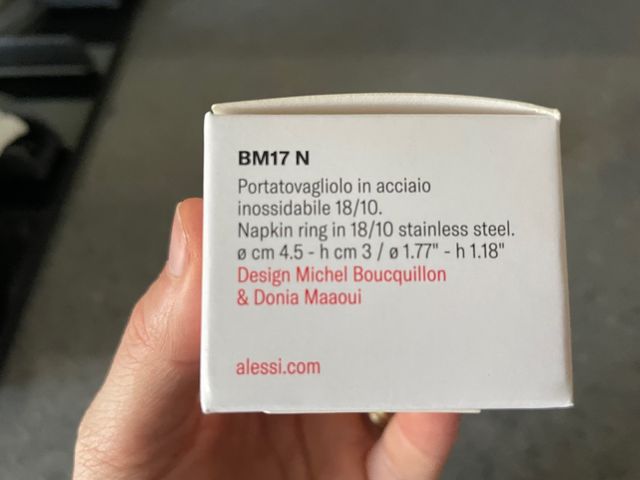 BM17 N
Portatovagliolo in acciaio
inossidabile 18/10.
Napkin ring in 18/10 stainless steel.
ø cm 4.5 - h cm 3 / ø 1.77" - h 1.18"
Design Michel Boucquillon
& Donia Maaoui
alessi.com